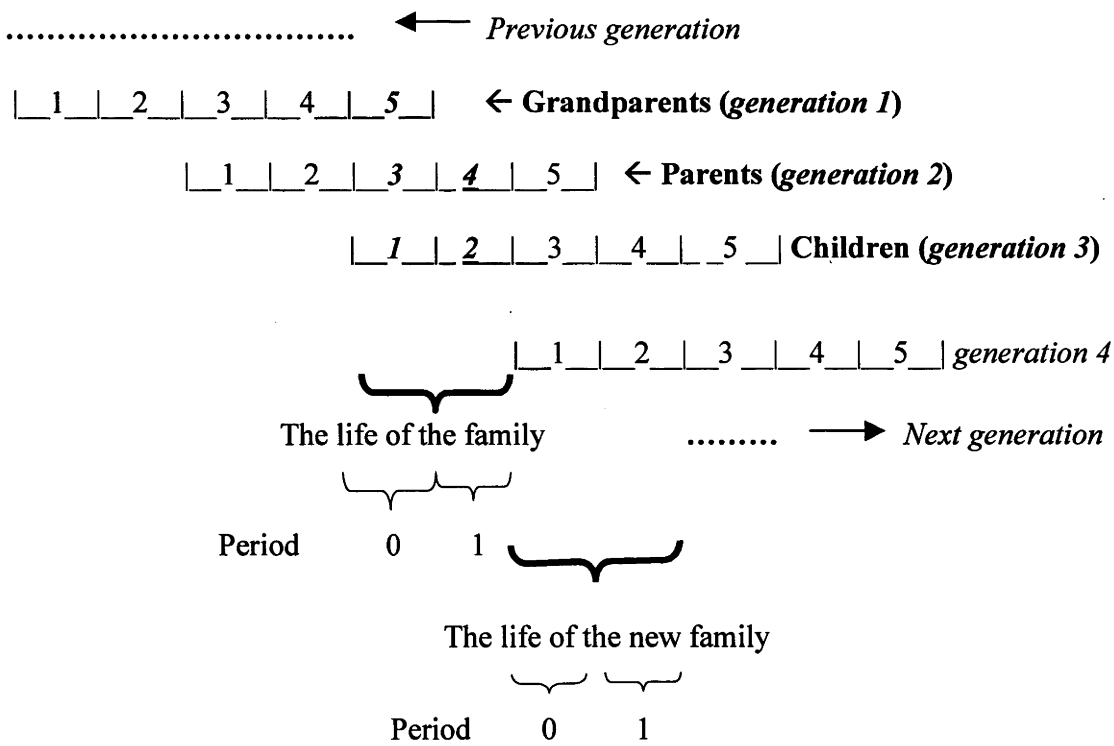 ................................. ← Previous generation
|__1__|__2__|__3__|__4__|__5__| ← Grandparents (generation 1)
|__1__|__2__|__3__|__4__|__5__| ← Parents (generation 2)
|__1__|__2__|__3__|__4__|__5__| Children (generation 3)
|__1__|__2__|__3__|__4__|__5__| generation 4
The life of the family ......... → Next generation
Period 0 1
The life of the new family
Period 0 1